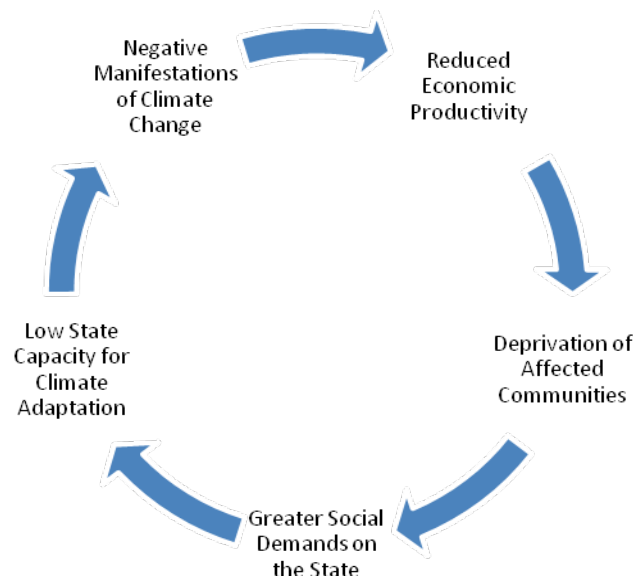 Negative
Manifestations
of Climate
Change
Reduced
Economic
Productivity
Deprivation of
Affected
Communities
Greater Social
Demands on
the State
Low State
Capacity for
Climate
Adaptation